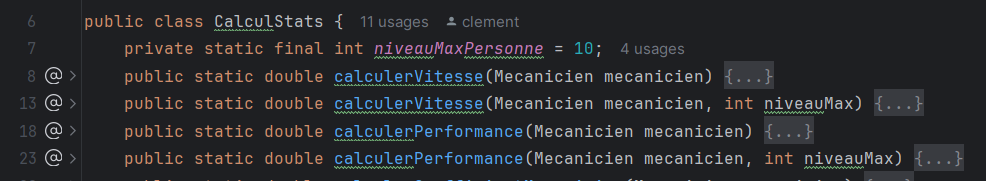 6 public class CalculStats { 11 usages clement
7 private static final int niveauMaxPersonne = 10; 4 usages
8 @ > public static double calculerVitesse(Mecanicien mecanicien) {...}
13 @ > public static double calculerVitesse(Mecanicien mecanicien, int niveauMax) {...}
18 @ > public static double calculerPerformance(Mecanicien mecanicien) {...}
23 @ > public static double calculerPerformance(Mecanicien mecanicien, int niveauMax) {...}